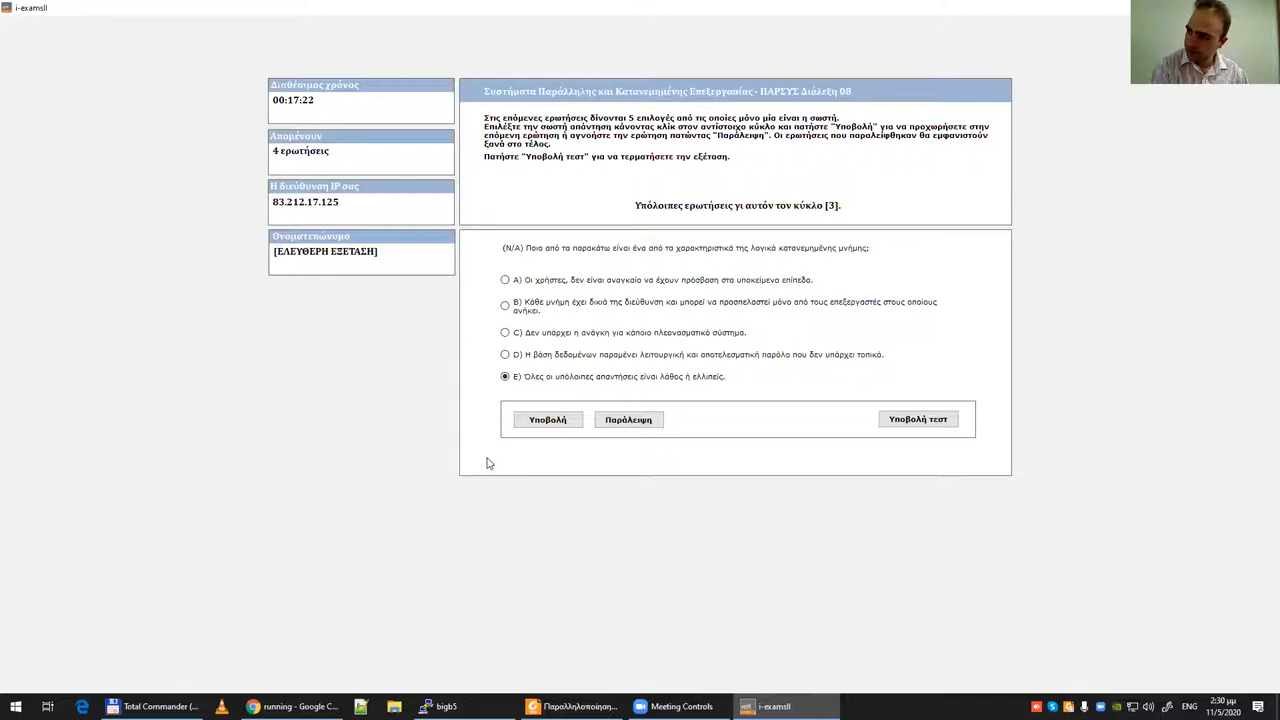 i-examsll
Διαθέσιμος χρόνος
00:17:22
Απομένουν
4 ερωτήσεις
Η διεύθυνση IP σας
83.212.17.125
Ονοματεπώνυμο
[ΕΛΕΥΘΕΡΗ ΕΞΕΤΑΣΗ]
Συστήματα Παράλληλης και Κατανεμημένης Επεξεργασίας - ΠΑΡΣΥΣ Διάλεξη 08
Στις επόμενες ερωτήσεις δίνονται 5 επιλογές από τις οποίες μόνο μία είναι η σωστή.
Επιλέξτε την σωστή απάντηση κάνοντας κλίκ στον αντίστοιχο κύκλο και πατήστε "Υποβολή" για να προχωρήσετε στην
επόμενη ερώτηση ή αγνοήστε την ερώτηση πατώντας "Παράλειψη". Οι ερωτήσεις που παραλείφθηκαν θα εμφανιστούν
ξανά στο τέλος.
Πατήστε "Υποβολή τεστ" για να τερματήσετε την εξέταση.
Υπόλοιπες ερωτήσεις γι αυτόν τον κύκλο [3].
(N/A) Ποιο από τα παρακάτω είναι ένα από τα χαρακτηριστικά της λογικά κατανεμημένης μνήμης;
A) Οι χρήστες, δεν είναι αναγκαίο να έχουν πρόσβαση στα υποκείμενα επίπεδα.
B) Κάθε μνήμη έχει δικιά της διεύθυνση και μπορεί να προσπελαστεί μόνο από τους επεξεργαστές στους οποίους
ανήκει.
C) Δεν υπάρχει η ανάγκη για κάποιο πλεονασματικό σύστημα.
D) Η βάση δεδομένων παραμένει λειτουργική και αποτελεσματική παρόλο που δεν υπάρχει τοπικά.
E) Όλες οι υπόλοιπες απαντήσεις είναι λάθος ή ελλιπείς.
Υποβολή
Παράλειψη
Υποβολή τεστ
Total Commander (...
running - Google C...
bigb5
Παραλληλοποίηση...
Meeting Controls
i-examsll
ENG
2:30 μμ
11/5/2020